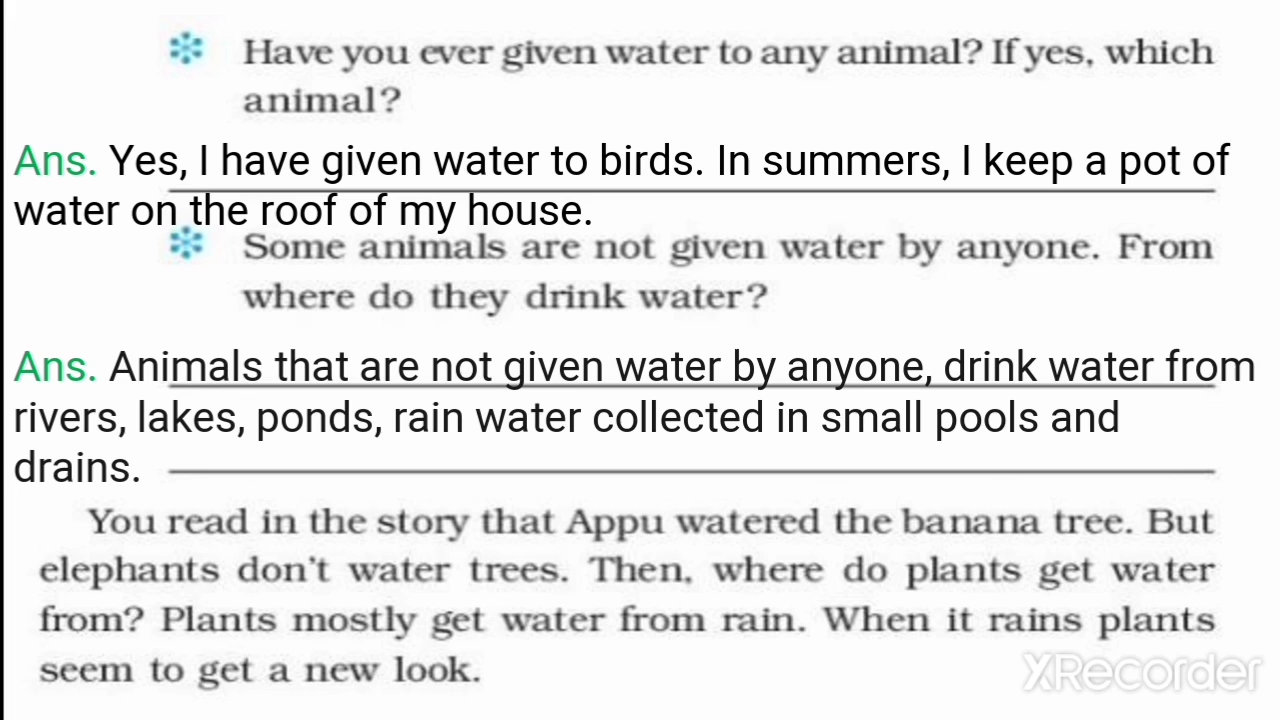 Have you ever given water to any animal? If yes, which
animal?
Ans. Yes, I have given water to birds. In summers, I keep a pot of
water on the roof of my house.
Some animals are not given water by anyone. From
where do they drink water?
Ans. Animals that are not given water by anyone, drink water from
rivers, lakes, ponds, rain water collected in small pools and
drains.
You read in the story that Appu watered the banana tree. But
elephants don't water trees. Then, where do plants get water
from? Plants mostly get water from rain. When it rains plants
seem to get a new look.
XRecorder